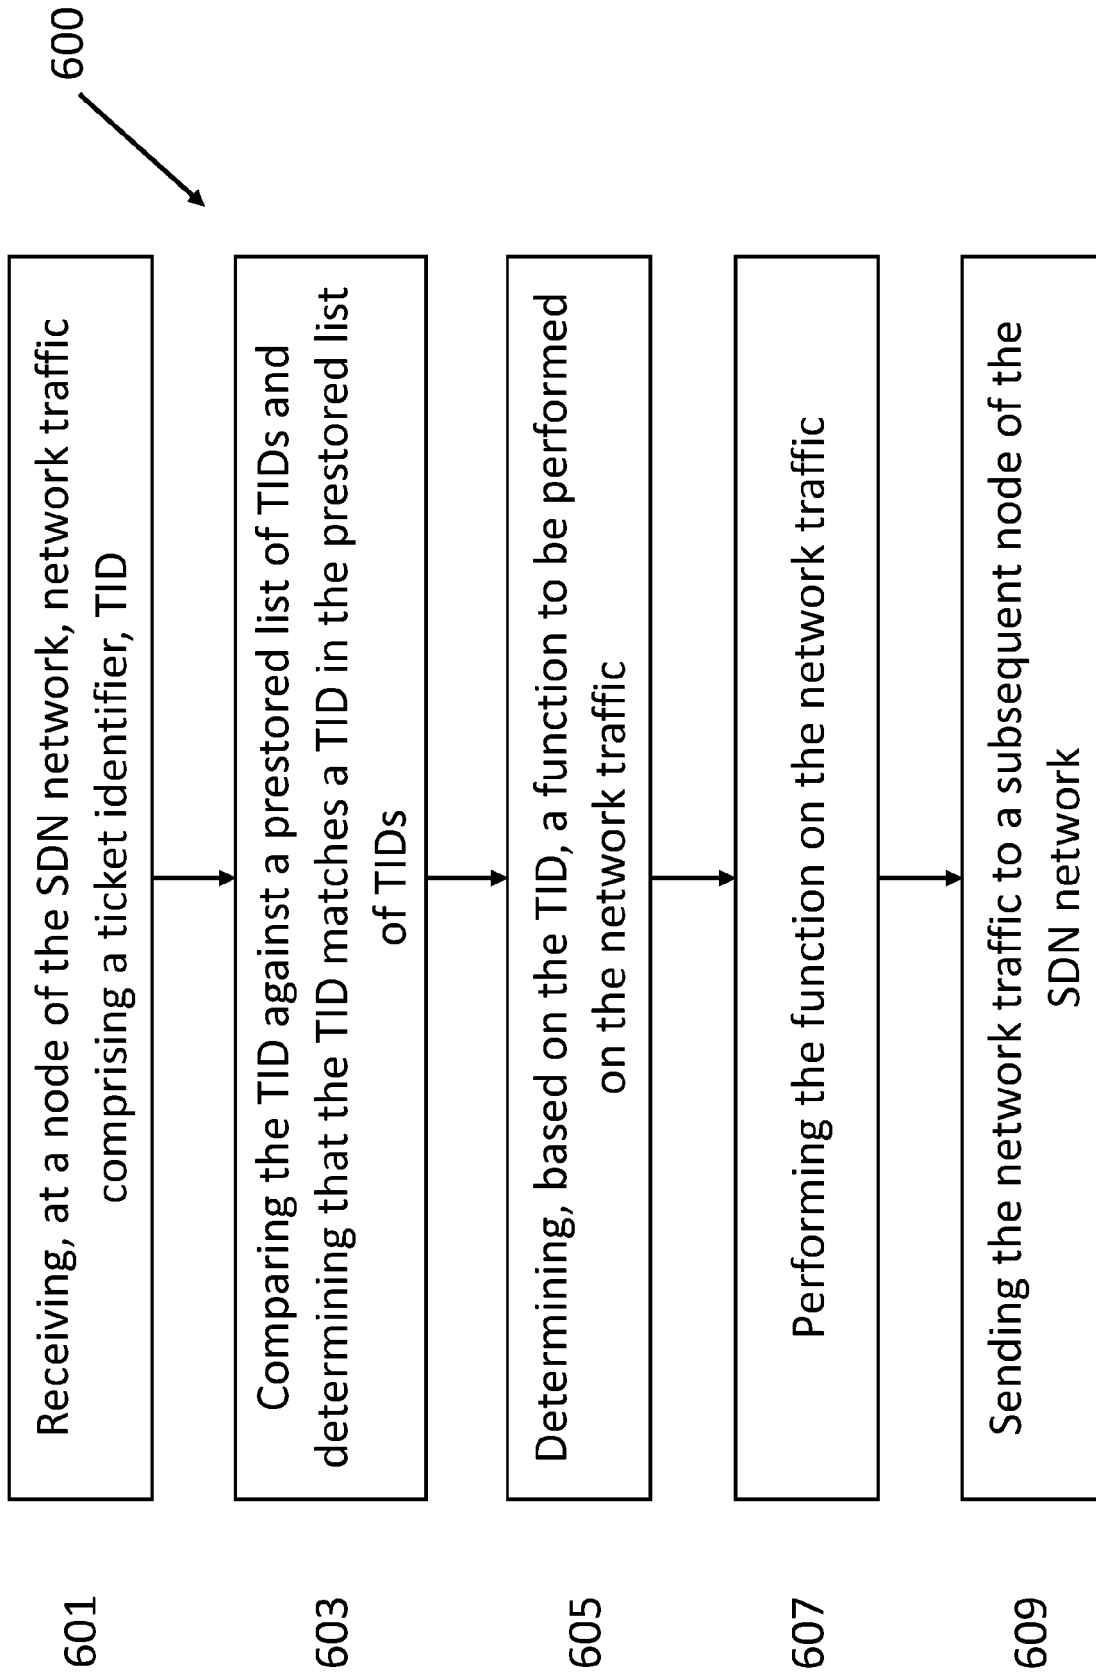 600
601
Receiving, at a node of the SDN network, network traffic
comprising a ticket identifier, TID
603
Comparing the TID against a prestored list of TIDs and
determining that the TID matches a TID in the prestored list
of TIDs
605
Determining, based on the TID, a function to be performed
on the network traffic
607
Performing the function on the network traffic
609
Sending the network traffic to a subsequent node of the
SDN network